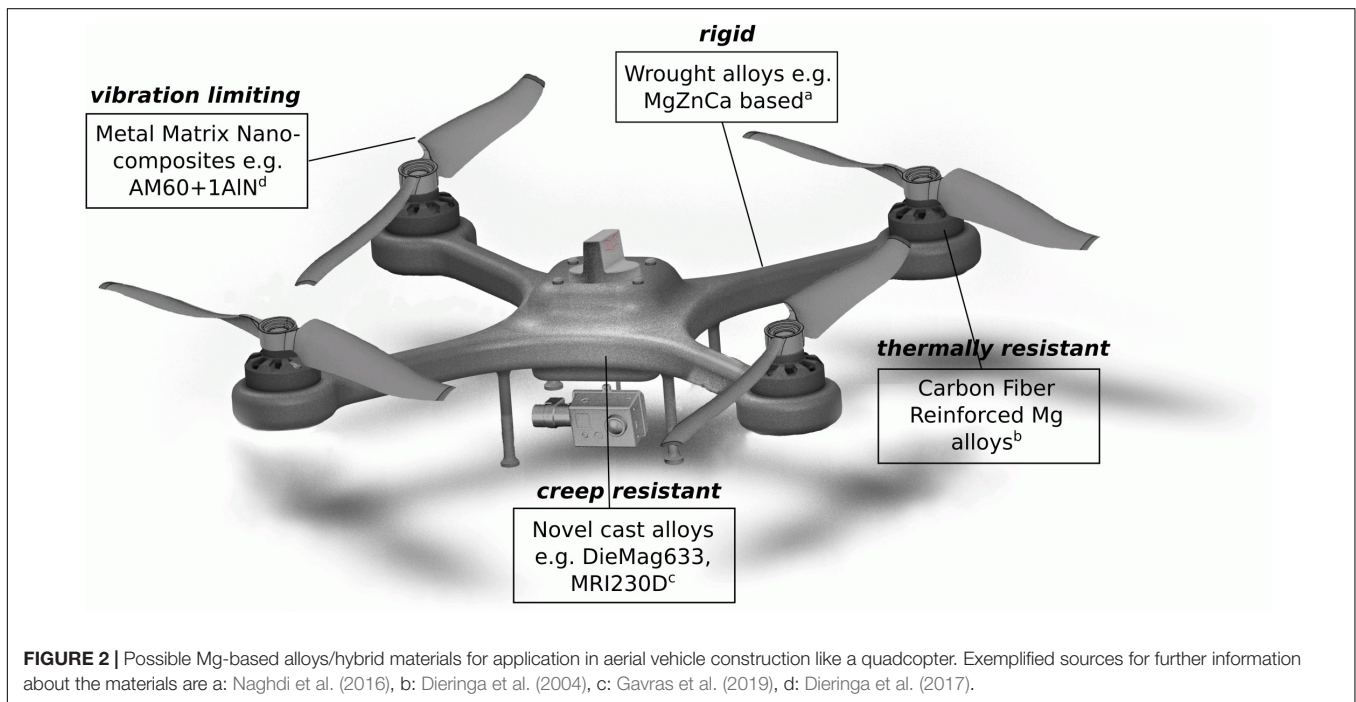 rigid
Wrought alloys e.g.
MgZnCa based^a
vibration limiting
Metal Matrix Nano-
composites e.g.
AM60+1AlN^d
thermally resistant
Carbon Fiber
Reinforced Mg
alloys^b
creep resistant
Novel cast alloys
e.g. DieMag633,
MRI230D^c
FIGURE 2 | Possible Mg-based alloys/hybrid materials for application in aerial vehicle construction like a quadcopter. Exemplified sources for further information
about the materials are a: Naghdi et al. (2016), b: Dieringa et al. (2004), c: Gavras et al. (2019), d: Dieringa et al. (2017).